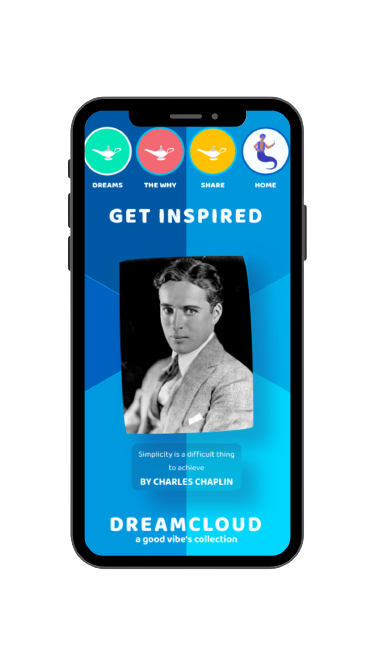 DREAMS THE WHY SHARE HOME
GET INSPIRED
Simplicity is a difficult thing
to achieve
BY CHARLES CHAPLIN
DREAMCLOUD
a good vibe's collection